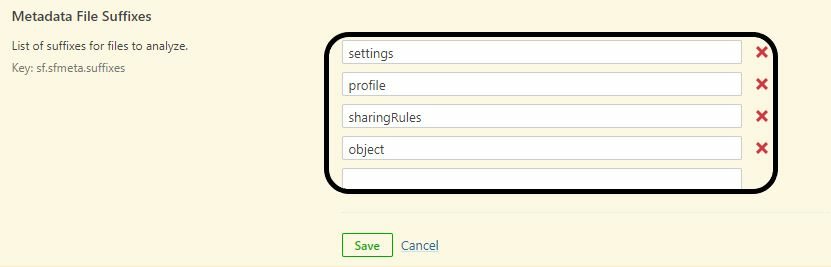 Metadata File Suffixes
List of suffixes for files to analyze.
Key: sf.sfmeta.suffixes
settings
profile
sharingRules
object
Save Cancel